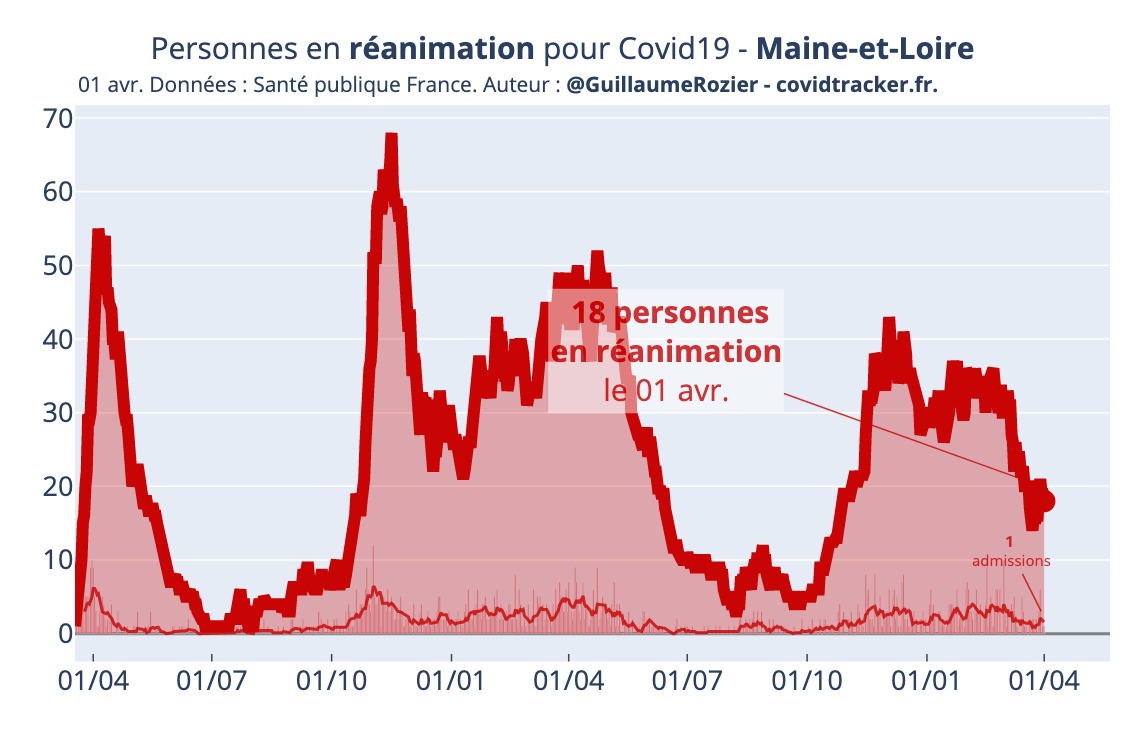 Personnes en réanimation pour Covid19 - Maine-et-Loire
01 avr. Données : Santé publique France. Auteur : @GuillaumeRozier - covidtracker.fr.
70
60
50
40
30
20
10
0
18 personnes
en réanimation
le 01 avr.
1
admissions
01/04 01/07 01/10 01/01 01/04 01/07 01/10 01/01 01/04